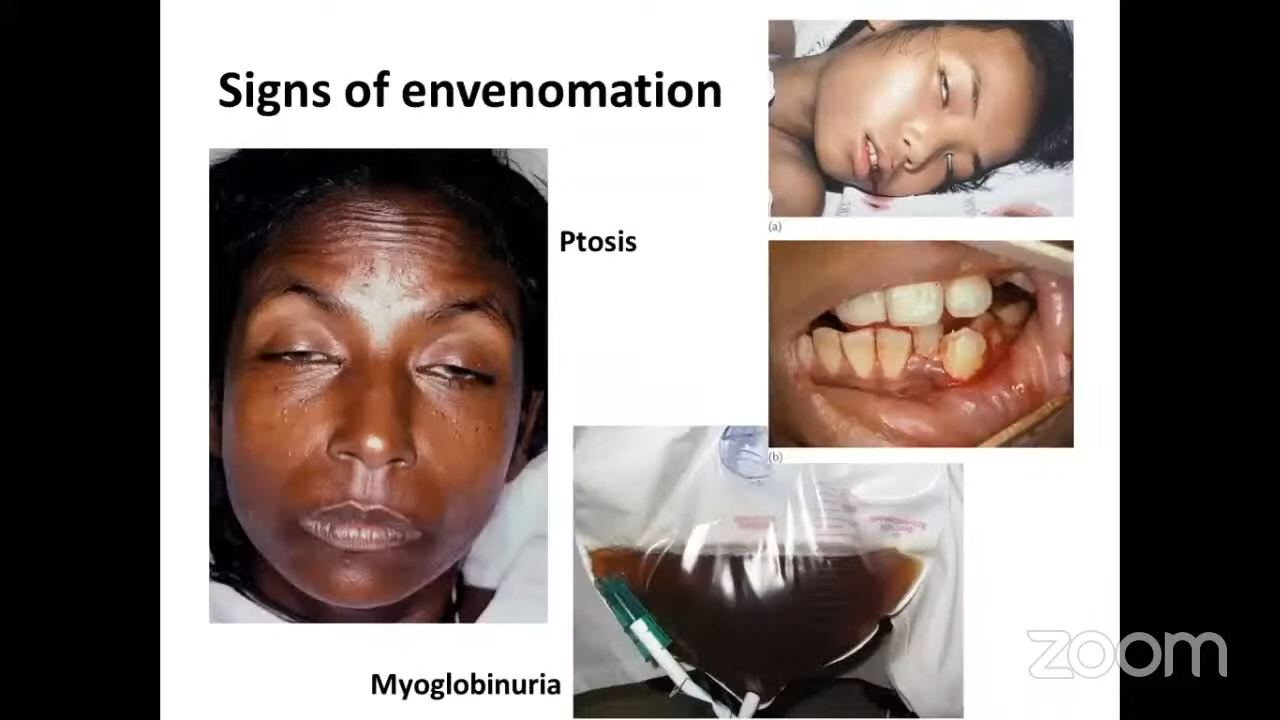 Signs of envenomation
Ptosis
(a)
(b)
Myoglobinuria
zoom